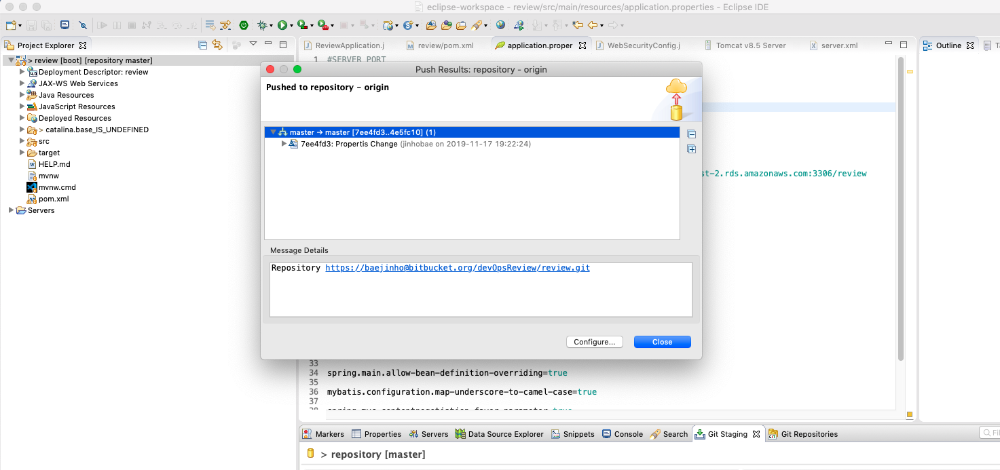 eclipse-workspace - review/src/main/resources/application.properties - Eclipse IDE
Project Explorer
> review [boot] [repository master]
Deployment Descriptor: review
JAX-WS Web Services
Java Resources
JavaScript Resources
Deployed Resources
> catalina.base_IS_UNDEFINED
src
target
HELP.md
mvnw
mvnw.cmd
pom.xml
Servers
ReviewApplication.j
review/pom.xml
application.proper
WebSecurityConfig.j
Tomcat v8.5 Server
server.xml
Outline
1 #SERVER PORT
Push Results: repository - origin
Pushed to repository - origin
master → master [7ee4fd3..4e5fc10] (1)
7ee4fd3: Propertis Change (jinhobae on 2019-11-17 19:22:24)
st-2.rds.amazonaws.com:3306/review
Message Details
Repository https://baejinho@bitbucket.org/devOpsReview/review.git
Configure...
Close
33
34 spring.main.allow-bean-definition-overriding=true
35
36 mybatis.configuration.map-underscore-to-camel-case=true
37
Markers
Properties
Servers
Data Source Explorer
Snippets
Console
Search
Git Staging
Git Repositories
> repository [master]